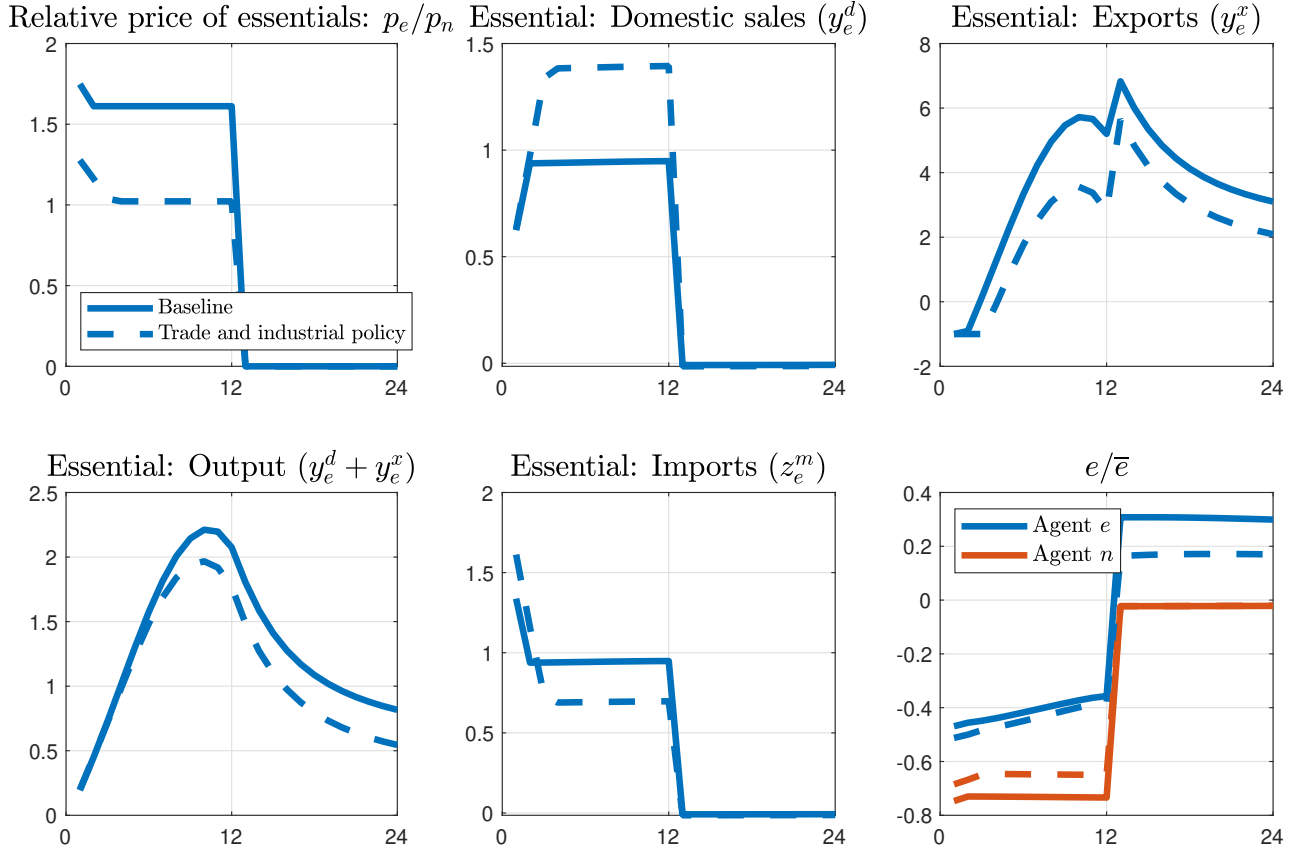 Relative price of essentials: $p_e/p_n$
2
1.5
1
0.5
0
0 12 24
Baseline
Trade and industrial policy
Essential: Domestic sales ($y_e^d$)
1.5
1
0.5
0
0 12 24
Essential: Exports ($y_e^x$)
8
6
4
2
0
-2
0 12 24
Essential: Output ($y_e^d + y_e^x$)
2.5
2
1.5
1
0.5
0
0 12 24
Essential: Imports ($z_e^m$)
2
1.5
1
0.5
0
0 12 24
$e/\overline{e}$
0.4
0.2
0
-0.2
-0.4
-0.6
-0.8
0 12 24
Agent $e$
Agent $n$